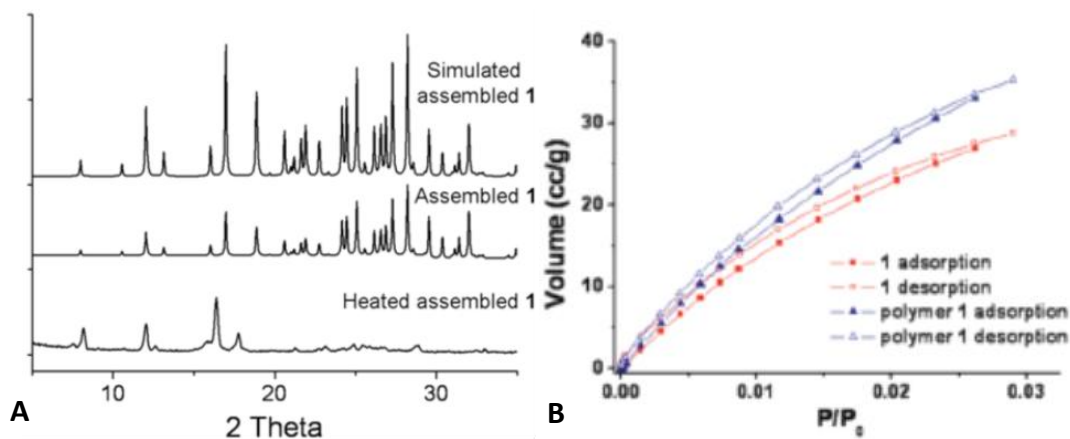 Simulated
assembled 1
Assembled 1
Heated assembled 1
10 20 30
2 Theta
A
40
30
20
10
0
Volume (cc/g)
1 adsorption
1 desorption
polymer 1 adsorption
polymer 1 desorption
0.00 0.01 0.02 0.03
P/P0
B